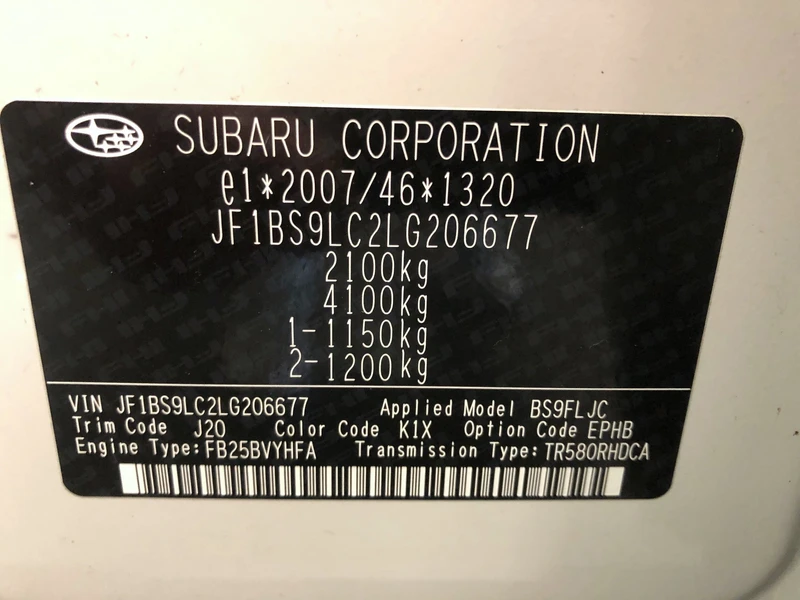 SUBARU CORPORATION
e1*2007/46*1320
JF1BS9LC2LG206677
2100kg
4100kg
1-1150kg
2-1200kg
VIN JF1BS9LC2LG206677 Applied Model BS9FLJC
Trim Code J20 Color Code K1X Option Code EPHB
Engine Type:FB25BVYHFA Transmission Type:TR580RHDCA